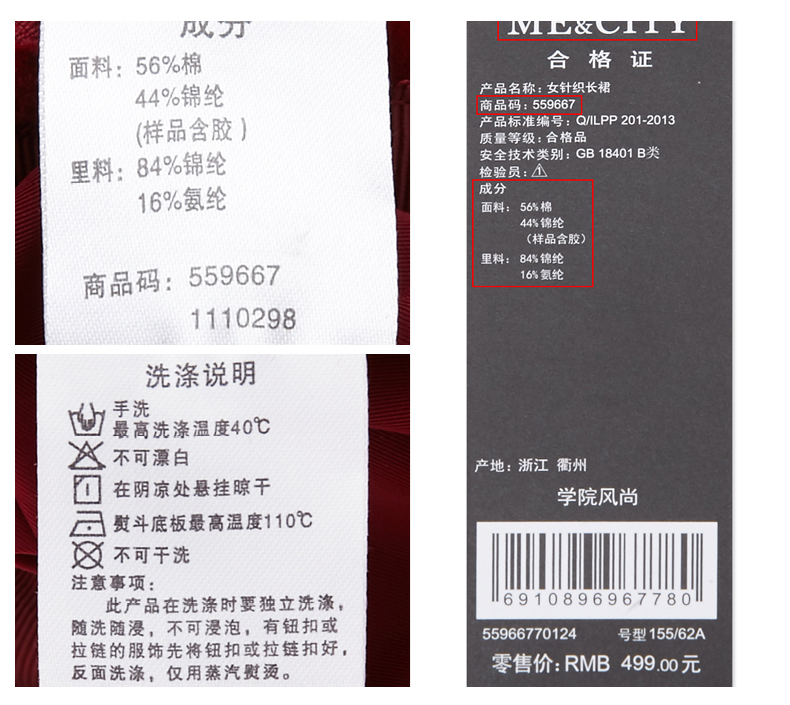 成分
面料：56%棉
44%锦纶
(样品含胶)
里料：84%锦纶
16%氨纶
商品码：559667
1110298
洗涤说明
手洗
最高洗涤温度40℃
不可漂白
在阴凉处悬挂晾干
熨斗底板最高温度110℃
不可干洗
注意事项：
此产品在洗涤时要独立洗涤，
随洗随浸，不可浸泡，有钮扣或
拉链的服饰先将钮扣或拉链扣好，
反面洗涤，仅用蒸汽熨烫。
ME&CITY
合格证
产品名称：女针织长裙
商品码：559667
产品标准编号：Q/ILPP 201-2013
质量等级：合格品
安全技术类别：GB 18401 B类
检验员：⚠1
成分
面料：56%棉
44%锦纶
（样品含胶）
里料：84%锦纶
16%氨纶
产地：浙江 衢州
学院风尚
6910896967780
55966770124 号型155/62A
零售价：RMB 499.00元